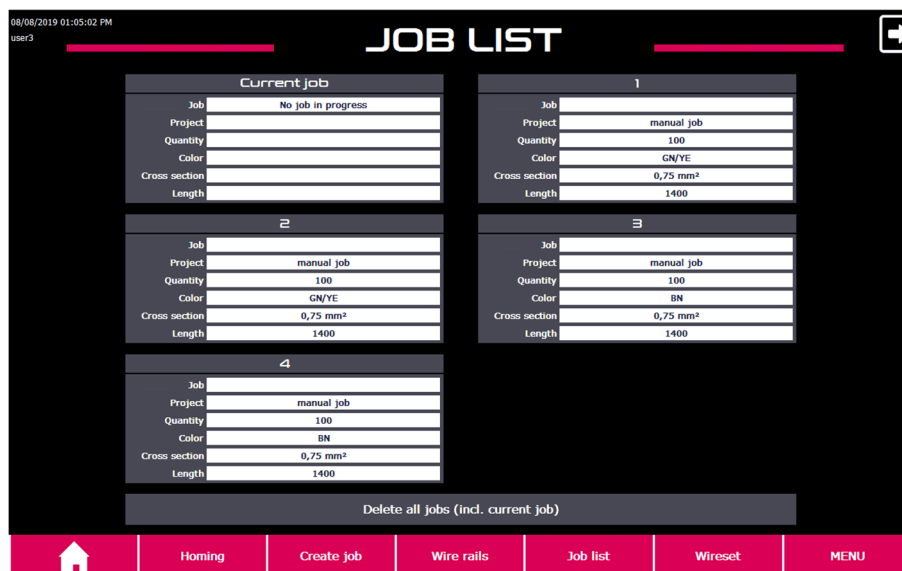 08/08/2019 01:05:02 PM
user3
JOB LIST
Current job
Job No job in progress
Project
Quantity
Color
Cross section
Length
1
Job
Project manual job
Quantity 100
Color GN/YE
Cross section 0,75 mm²
Length 1400
2
Job
Project manual job
Quantity 100
Color GN/YE
Cross section 0,75 mm²
Length 1400
3
Job
Project manual job
Quantity 100
Color BN
Cross section 0,75 mm²
Length 1400
4
Job
Project manual job
Quantity 100
Color BN
Cross section 0,75 mm²
Length 1400
Delete all jobs (incl. current job)
Homing Create job Wire rails Job list Wireset MENU